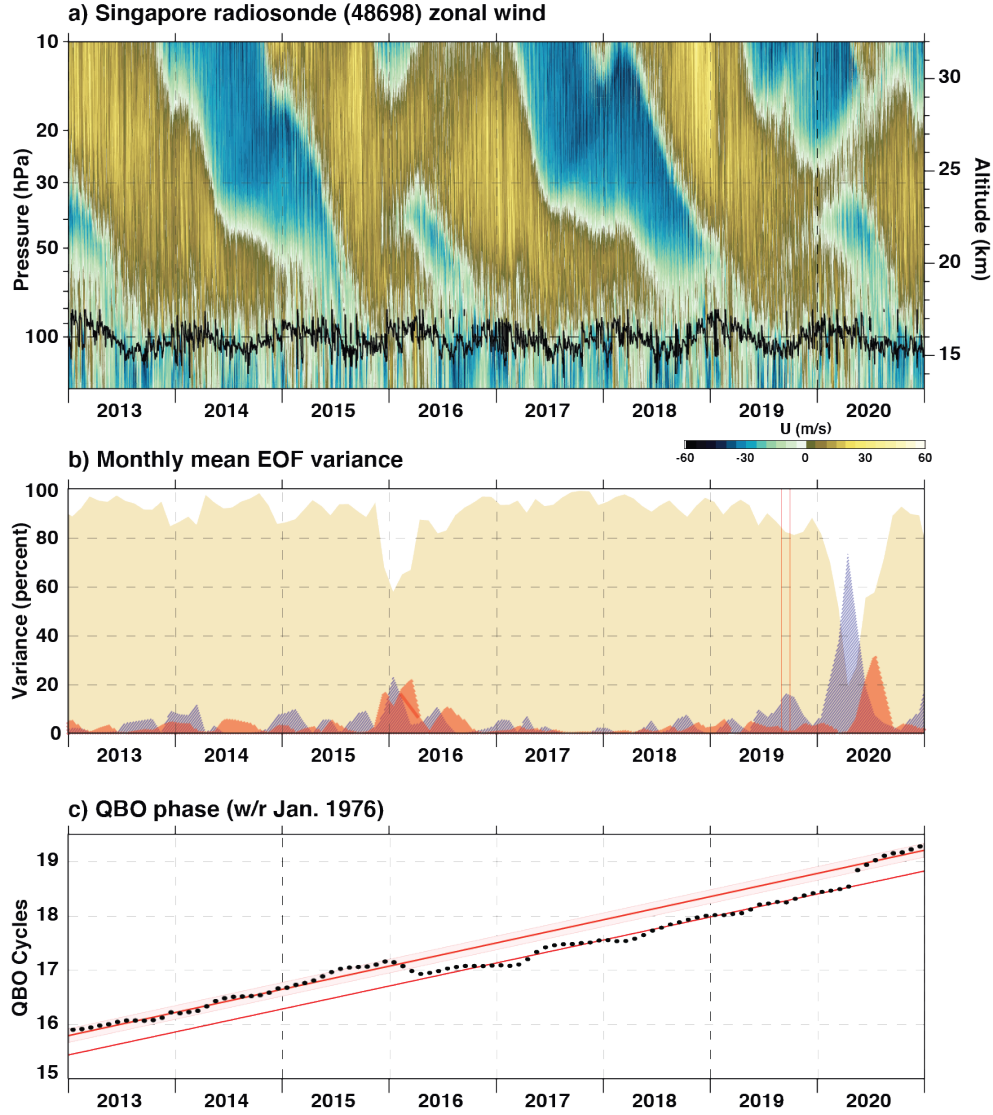 a) Singapore radiosonde (48698) zonal wind
10
20
30
50
100
Pressure (hPa)
30
25
20
15
Altitude (km)
2013 2014 2015 2016 2017 2018 2019 2020
U (m/s)
-60 -30 0 30 60
b) Monthly mean EOF variance
100
80
60
40
20
0
Variance (percent)
2013 2014 2015 2016 2017 2018 2019 2020
c) QBO phase (w/r Jan. 1976)
19
18
17
16
15
QBO Cycles
2013 2014 2015 2016 2017 2018 2019 2020